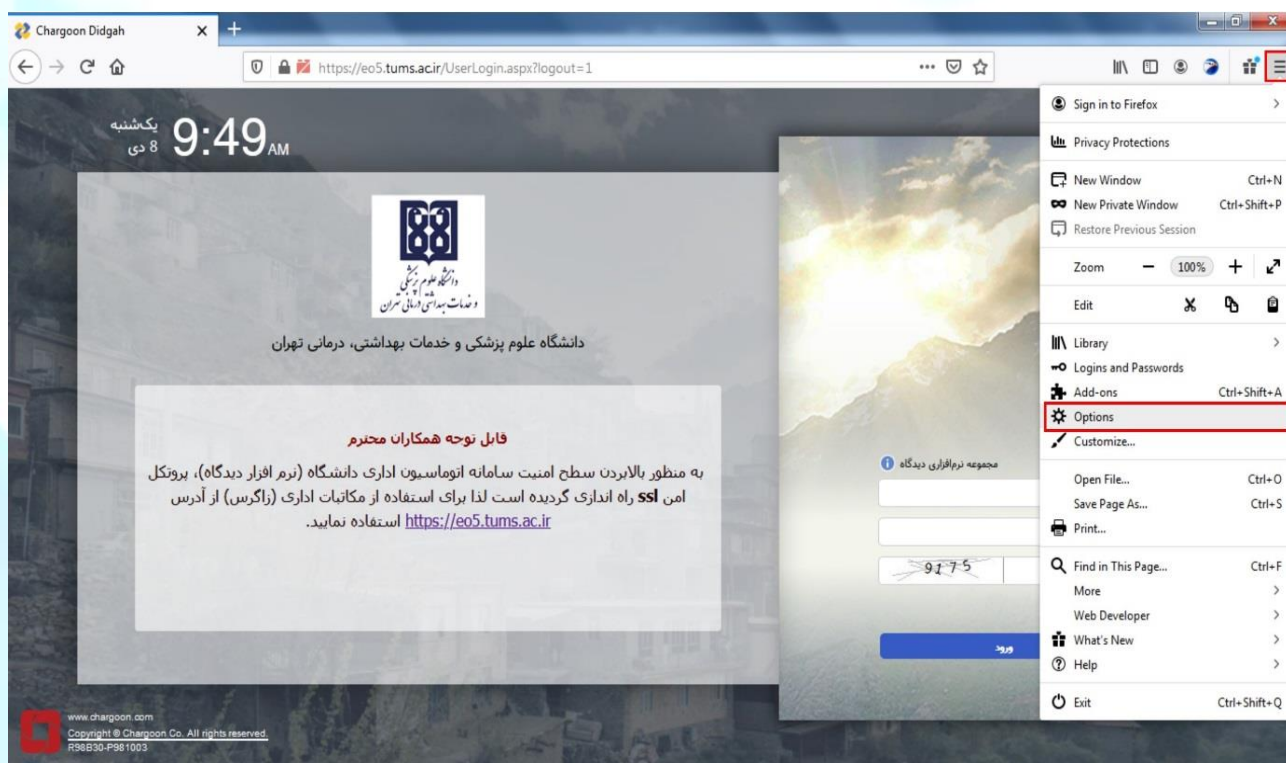 Chargoon Didgah
https://eo5.tums.ac.ir/UserLogin.aspx?logout=1
یکشنبه
8 دی
9:49 AM
دانشگاه علوم پزشکی
و خدمات بهداشتی درمانی تهران
دانشگاه علوم پزشکی و خدمات بهداشتی، درمانی تهران
قابل توجه همکاران محترم
به منظور بالابردن سطح امنیت سامانه اتوماسیون اداری دانشگاه (نرم افزار دیدگاه)، پروتکل
امن ssl راه اندازی گردیده است لذا برای استفاده از مکاتبات اداری (زاگرس) از آدرس
https://eo5.tums.ac.ir استفاده نمایید.
مجموعه نرم‌افزاری دیدگاه
9175
ورود
www.chargoon.com
Copyright © Chargoon Co. All rights reserved.
R98B30-P981003
Sign in to Firefox
Privacy Protections
New Window Ctrl+N
New Private Window Ctrl+Shift+P
Restore Previous Session
Zoom 100%
Edit
Library
Logins and Passwords
Add-ons Ctrl+Shift+A
Options
Customize...
Open File... Ctrl+O
Save Page As... Ctrl+S
Print...
Find in This Page... Ctrl+F
More
Web Developer
What's New
Help
Exit Ctrl+Shift+Q